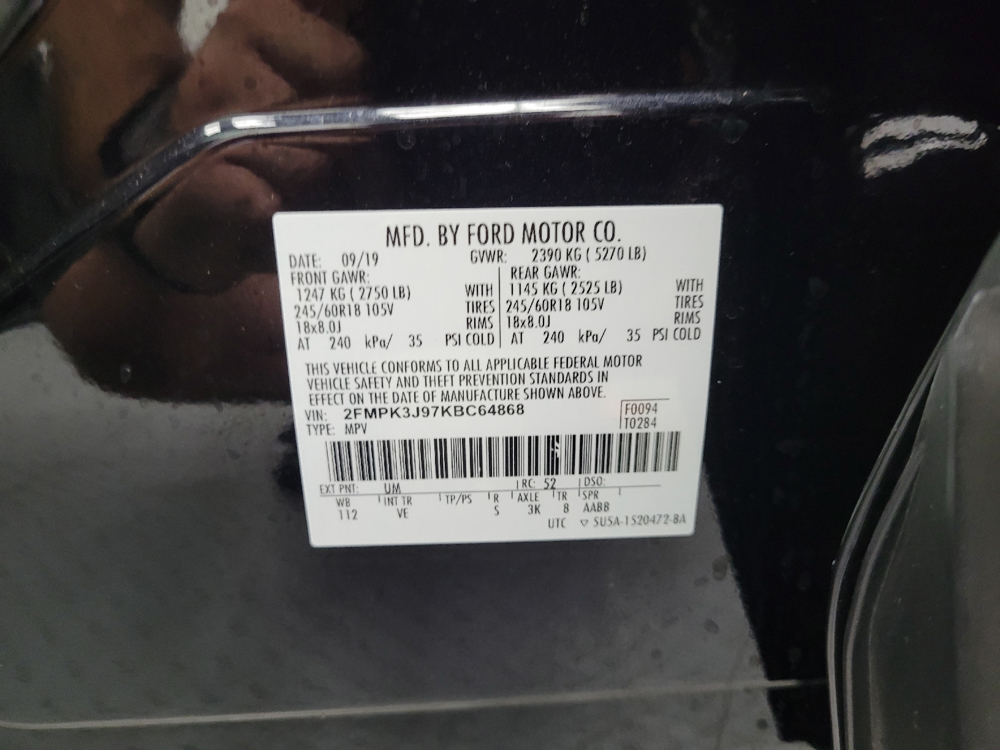 MFD. BY FORD MOTOR CO.
DATE: 09/19 GVWR: 2390 KG ( 5270 LB)
FRONT GAWR: REAR GAWR:
1247 KG ( 2750 LB) WITH 1145 KG ( 2525 LB) WITH
245/60R18 105V TIRES 245/60R18 105V TIRES
18x8.0J RIMS 18x8.0J RIMS
AT 240 kPa/ 35 PSI COLD AT 240 kPa/ 35 PSI COLD
THIS VEHICLE CONFORMS TO ALL APPLICABLE FEDERAL MOTOR
VEHICLE SAFETY AND THEFT PREVENTION STANDARDS IN
EFFECT ON THE DATE OF MANUFACTURE SHOWN ABOVE.
VIN: 2FMPK3J97KBC64868 F0094
TYPE: MPV T0284
EXT PNT: UM RC: 52 DSO:
WB INT TR TP/PS R AXLE TR SPR
112 VE S 3K 8 AABB
UTC ▽ 5U5A-1520472-BA